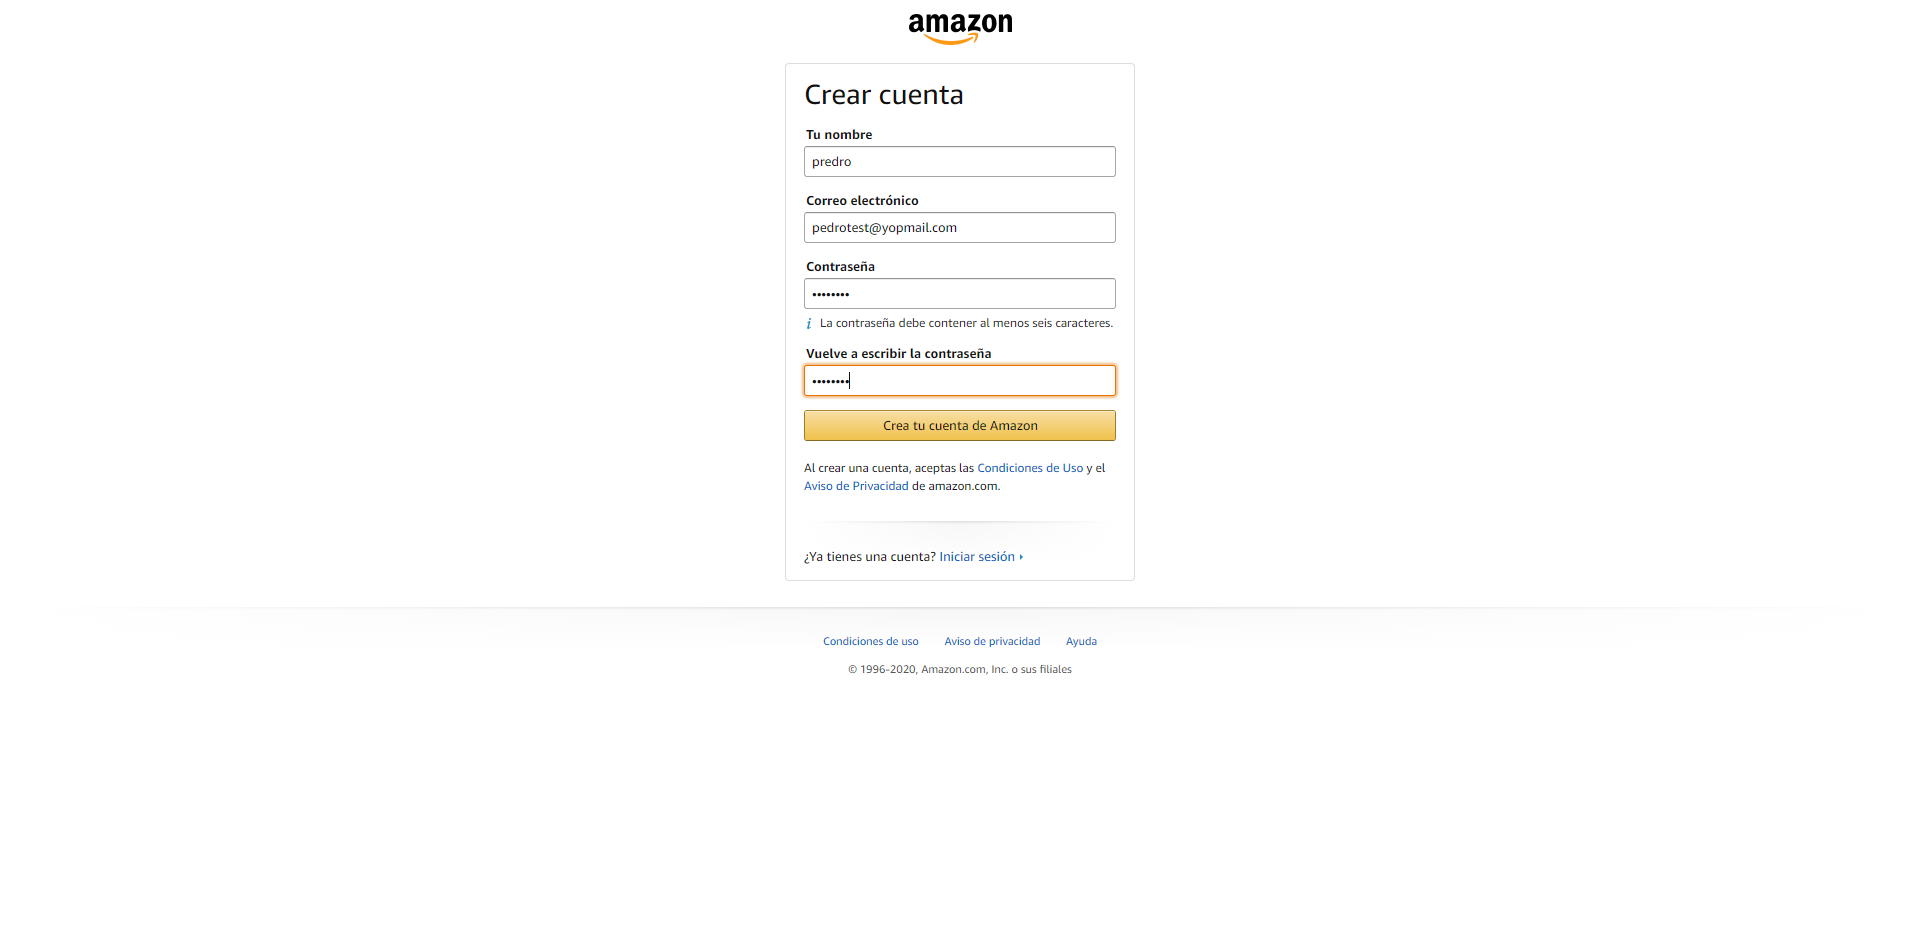 amazon
Crear cuenta
Tu nombre
predro
Correo electrónico
pedrotest@yopmail.com
Contraseña
••••••••
i La contraseña debe contener al menos seis caracteres.
Vuelve a escribir la contraseña
••••••••
Crea tu cuenta de Amazon
Al crear una cuenta, aceptas las Condiciones de Uso y el
Aviso de Privacidad de amazon.com.
¿Ya tienes una cuenta? Iniciar sesión
Condiciones de uso Aviso de privacidad Ayuda
© 1996-2020, Amazon.com, Inc. o sus filiales